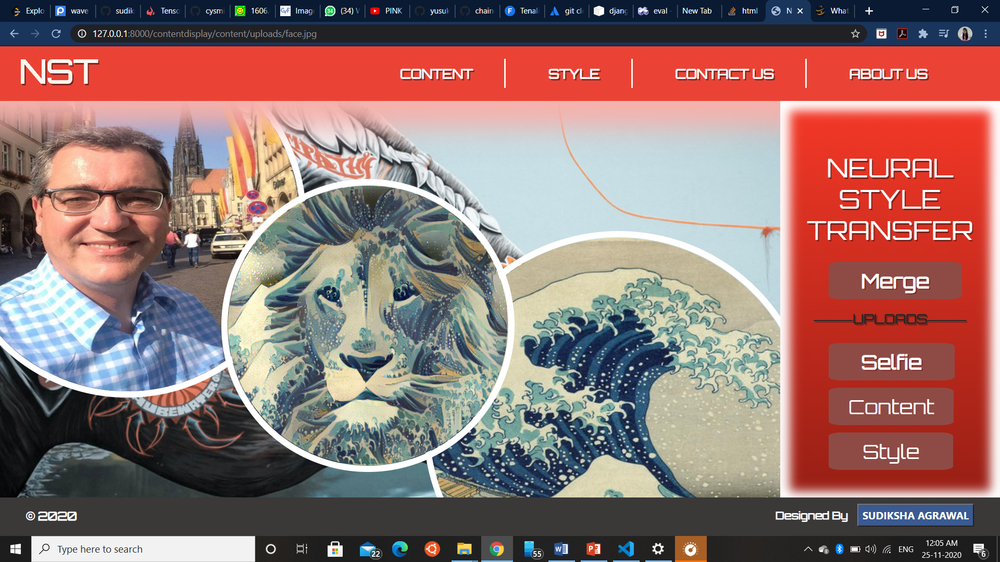 Explo
wave
sudik
Tenso
cysmi
1606.
Imag
(34) W
PINK
yusuk
chain
Tenali
git cl
djang
eval -
New Tab
html
N
What
127.0.0.1:8000/contentdisplay/content/uploads/face.jpg
NST
CONTENT
STYLE
CONTACT US
ABOUT US
NEURAL
STYLE
TRANSFER
Merge
UPLOADS
Selfie
Content
Style
© 2020
Designed By
SUDIKSHA AGRAWAL
Type here to search
22
55
ENG
12:05 AM
25-11-2020
6